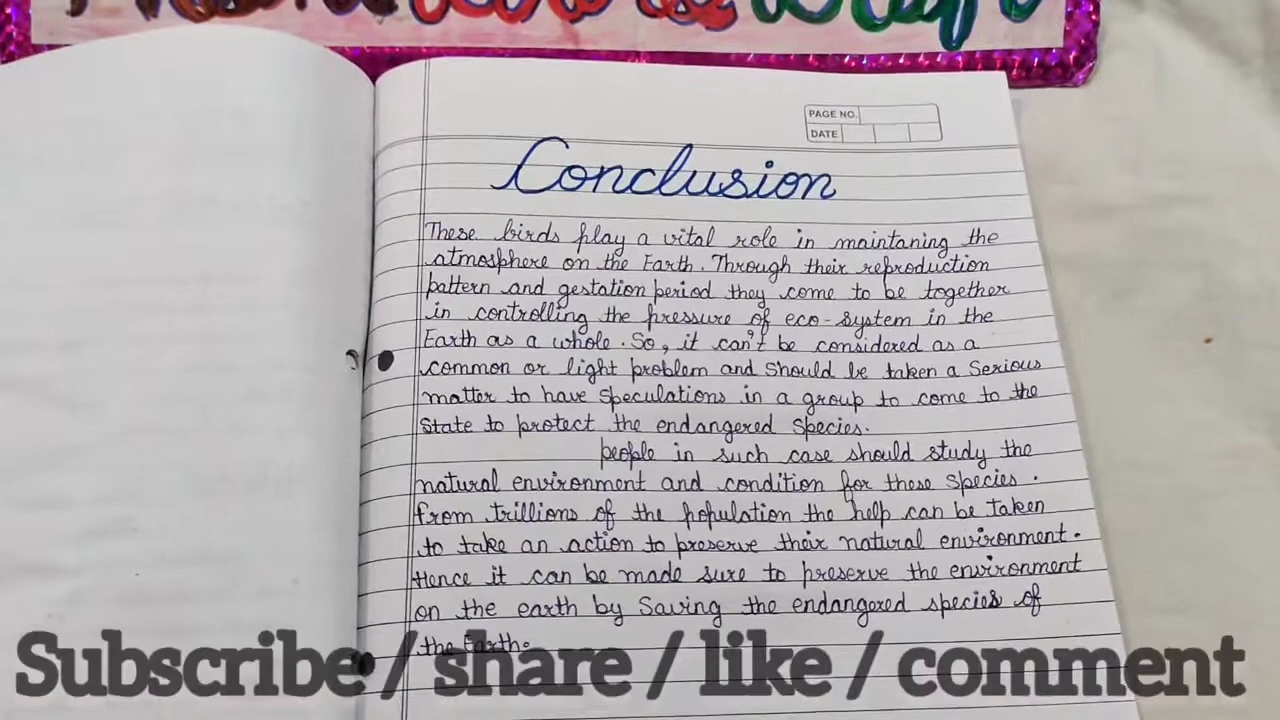 PAGE NO.
DATE
Conclusion
These birds play a vital role in maintaning the
atmosphere on the Earth. Through their reproduction
pattern and gestation period they come to be together
in controlling the pressure of eco-system in the
Earth as a whole. So, it can't be considered as a
common or light problem and should be taken a Serious
matter to have speculations in a group to come to the
State to protect the endangered species.
people in such case should study the
natural environment and condition for these species.
from trillions of the population the help can be taken
to take an action to preserve their natural environment.
Hence it can be made sure to preserve the environment
on the earth by Saving the endangered species of
the Earth.
Subscribe / share / like / comment